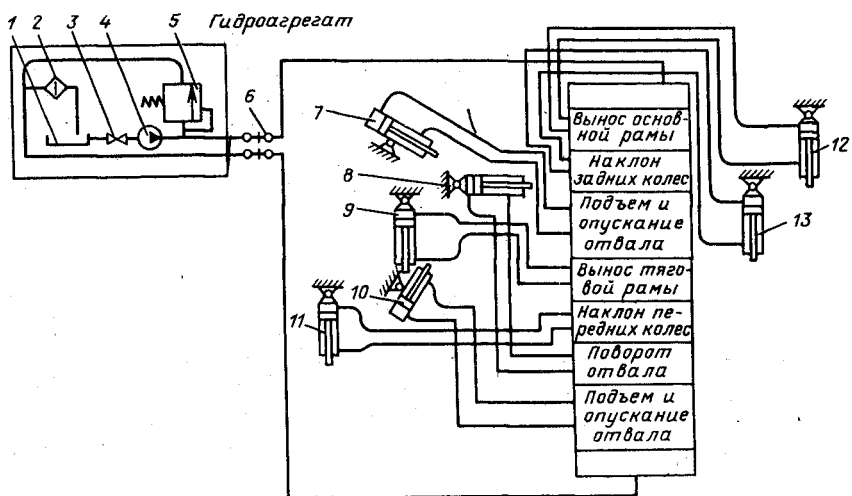 1 2 3 4 Гидроагрегат
5
6
7
8
9
10
11
12
13
Вынос основ-
ной рамы
Наклон
задних колес
Подъем и
опускание
отвала
Вынос тяго-
вой рамы
Наклон пе-
редних колес
Поворот
отвала
Подъем и
опускание
отвала